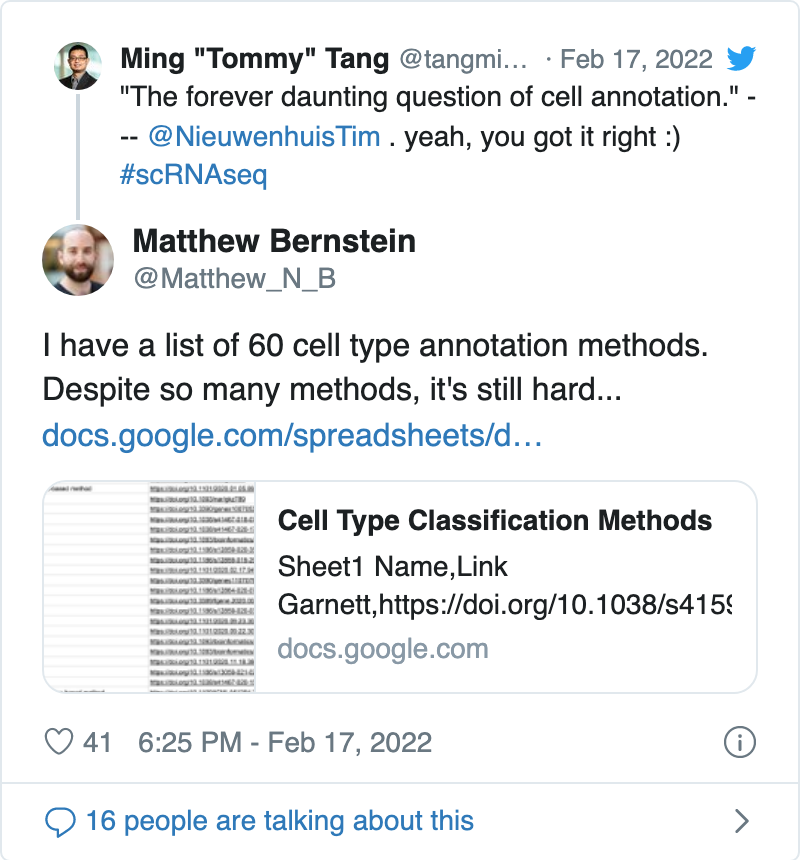 Ming "Tommy" Tang @tangmi... · Feb 17, 2022
"The forever daunting question of cell annotation." -
-- @NieuwenhuisTim . yeah, you got it right :)
#scRNAseq
Matthew Bernstein
@Matthew_N_B
I have a list of 60 cell type annotation methods.
Despite so many methods, it's still hard...
docs.google.com/spreadsheets/d…
Cell Type Classification Methods
Sheet1 Name,Link
Garnett,https://doi.org/10.1038/s4159
docs.google.com
41 6:25 PM - Feb 17, 2022
16 people are talking about this